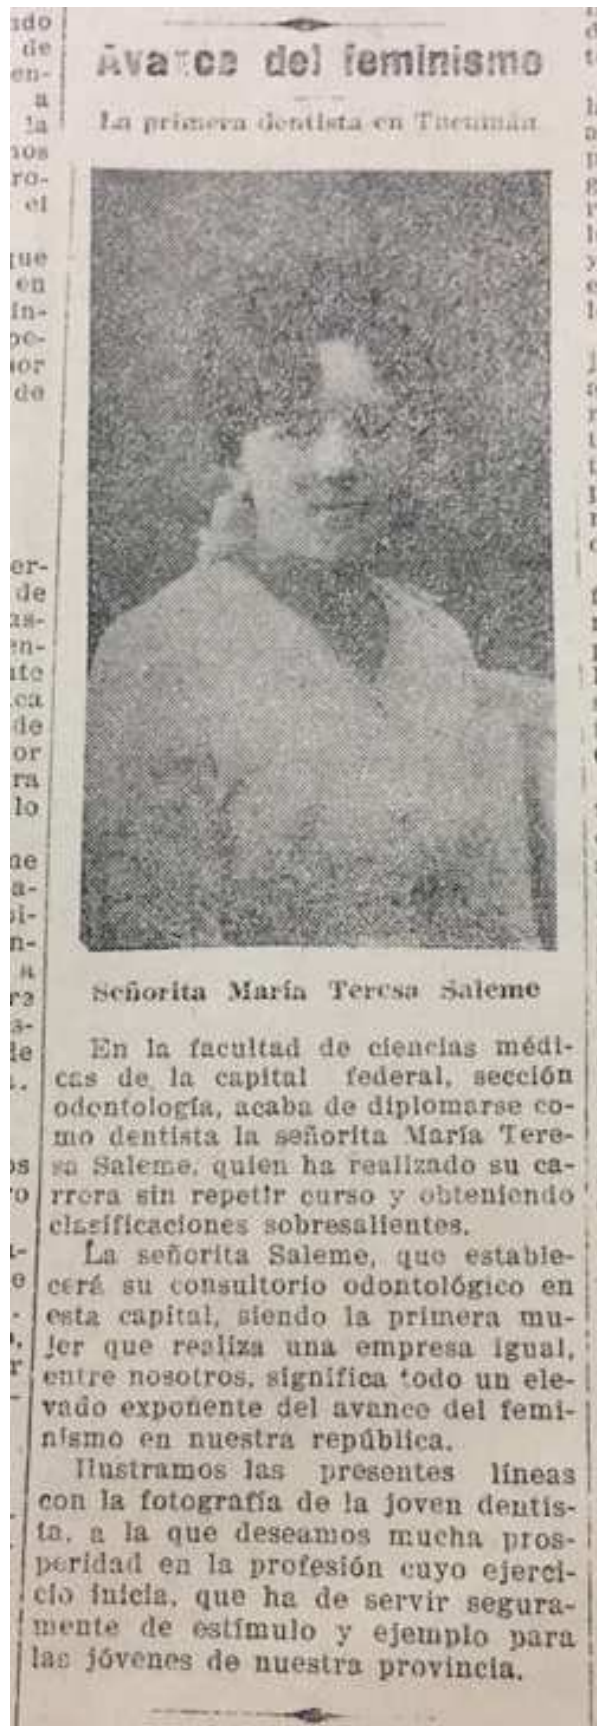 Avance del feminismo
La primera dentista en Tucumán
Señorita María Teresa Saleme
En la facultad de ciencias médi-
cas de la capital federal, sección
odontología, acaba de diplomarse co-
mo dentista la señorita María Tere-
sa Saleme, quien ha realizado su ca-
rrera sin repetir curso y obteniendo
clasificaciones sobresalientes.
La señorita Saleme, que estable-
cerá su consultorio odontológico en
esta capital, siendo la primera mu-
jer que realiza una empresa igual,
entre nosotros, significa todo un ele-
vado exponente del avance del femi-
nismo en nuestra república.
Ilustramos las presentes líneas
con la fotografía de la joven dentis-
ta, a la que deseamos mucha pros-
peridad en la profesión cuyo ejerci-
cio inicia, que ha de servir segura-
mente de estímulo y ejemplo para
las jóvenes de nuestra provincia.